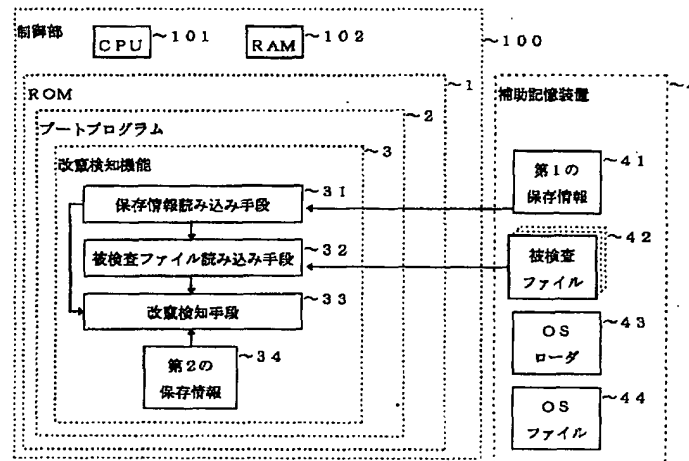 制御部
CPU
~101
RAM
~102
~100
ROM
~1
ブートプログラム
~2
改竄検知機能
~3
保存情報読み込み手段
~31
被検査ファイル読み込み手段
~32
改竄検知手段
~33
第2の
保存情報
~34
補助記憶装置
第1の
保存情報
~41
被検査
ファイル
~42
OS
ローダ
~43
OS
ファイル
~44